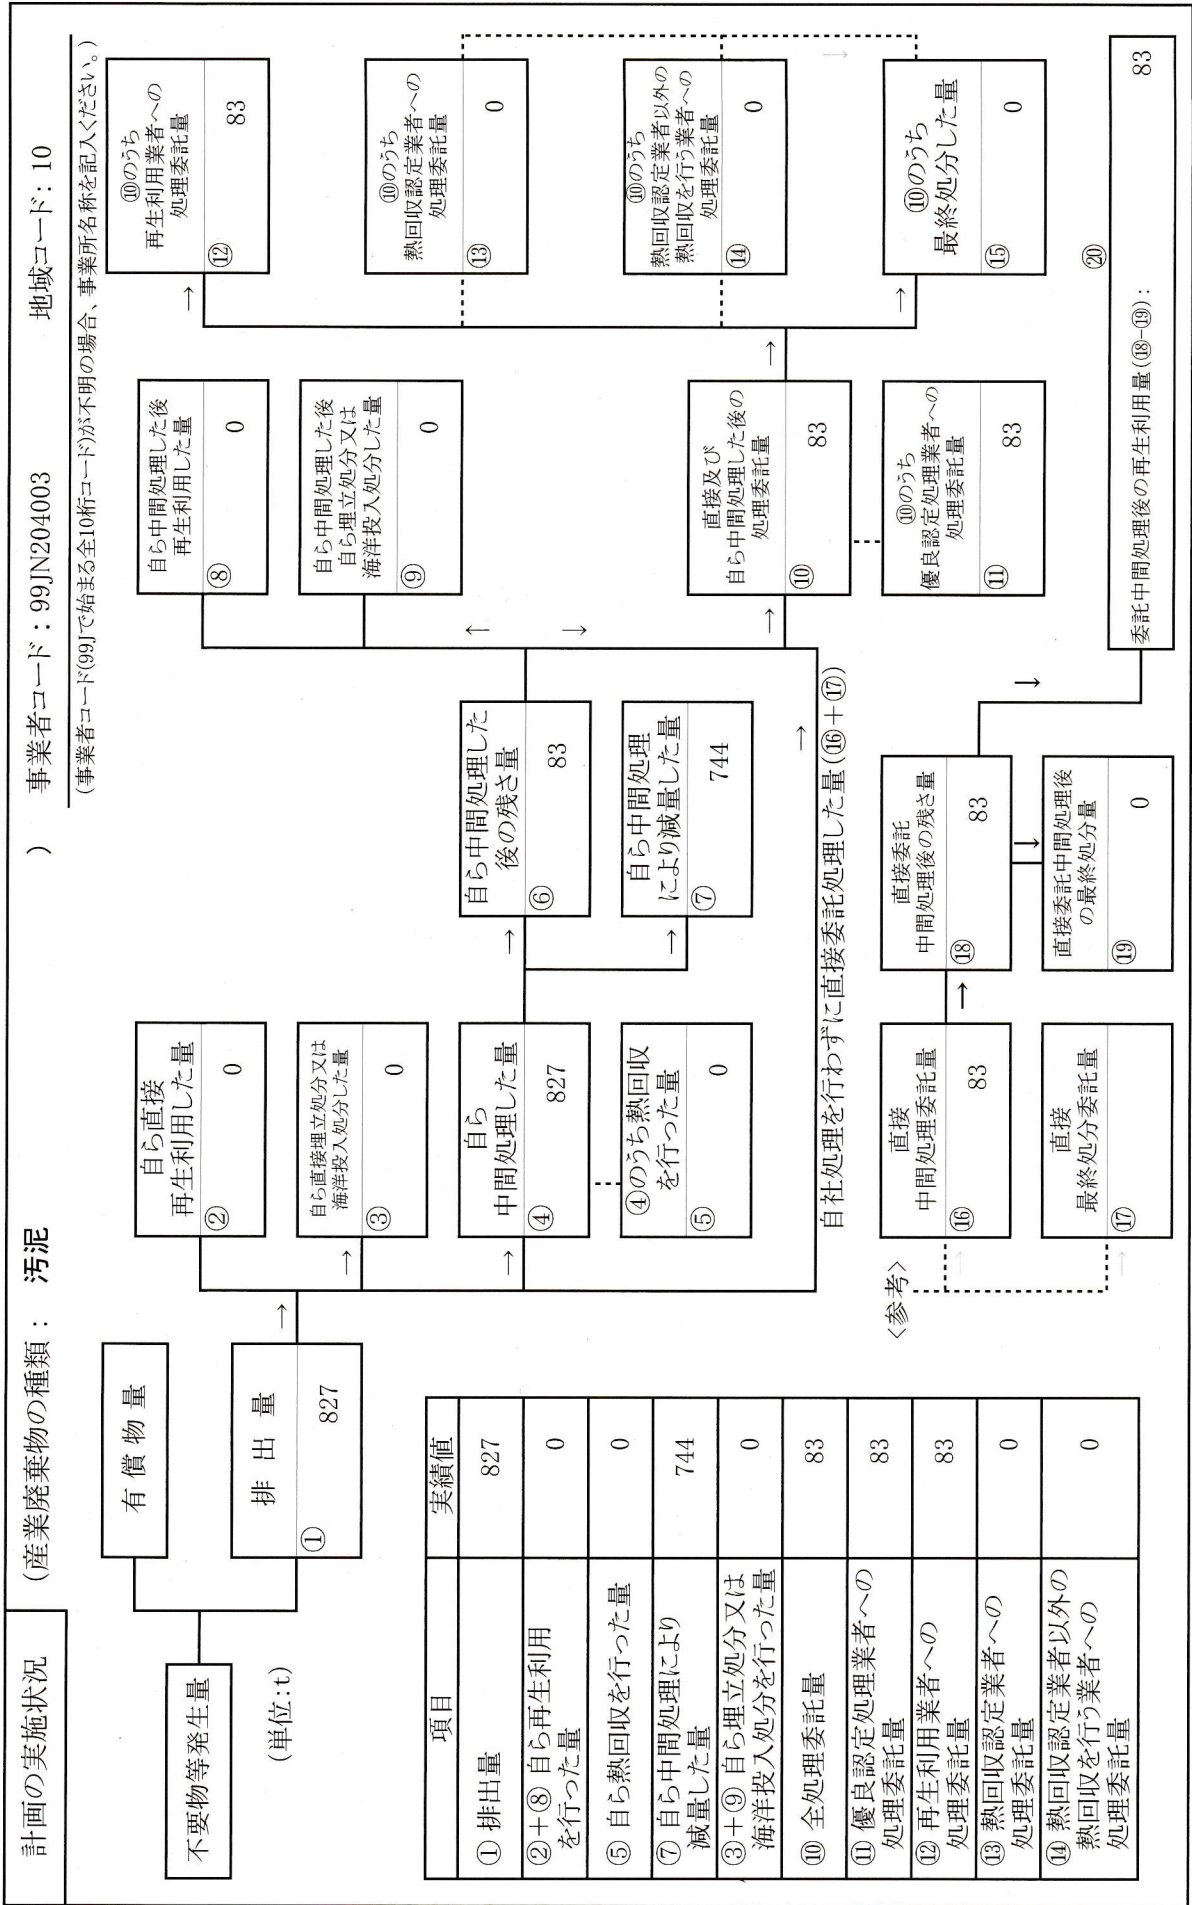 計画の実施状況
(産業廃棄物の種類： 汚泥
)
事業者コード：99JN204003
地域コード：10
(事業者コード(99Jで始まる全10桁コード)が不明の場合、事業所名称を記入ください。)
不要物等発生量
(単位:t)
有償物量
排出量
①
827
自ら直接
再生利用した量
②
0
自ら直接埋立処分又は
海洋投入処分した量
③
0
自ら
中間処理した量
④
827
④のうち熱回収
を行った量
⑤
0
自ら中間処理した
後の残さ量
⑥
83
自ら中間処理
により減量した量
⑦
744
自ら中間処理した後
再生利用した量
⑧
0
自ら中間処理した後
自ら埋立処分又は
海洋投入処分した量
⑨
0
直接及び
自ら中間処理した後の
処理委託量
⑩
83
⑩のうち
優良認定処理業者への
処理委託量
⑪
83
⑩のうち
再生利用業者への
処理委託量
⑫
83
⑩のうち
熱回収認定業者への
処理委託量
⑬
0
⑩のうち
熱回収認定業者以外の
熱回収を行う業者への
処理委託量
⑭
0
⑩のうち
最終処分した量
⑮
0
自社処理を行わずに直接委託処理した量(⑯＋⑰)
<参考>
直接
中間処理委託量
⑯
83
直接
最終処分委託量
⑰
直接委託
中間処理後の残さ量
⑱
83
直接委託中間処理後
の最終処分量
⑲
0
⑳
委託中間処理後の再生利用量(⑱-⑲)：
83
項目 実績値
① 排出量 827
②＋⑧ 自ら再生利用
を行った量 0
⑤ 自ら熱回収を行った量 0
⑦ 自ら中間処理により
減量した量 744
③＋⑨ 自ら埋立処分又は
海洋投入処分を行った量 0
⑩ 全処理委託量 83
⑪ 優良認定処理業者への
処理委託量 83
⑫ 再生利用業者への
処理委託量 83
⑬ 熱回収認定業者への
処理委託量 0
⑭ 熱回収認定業者以外の
熱回収を行う業者への
処理委託量 0